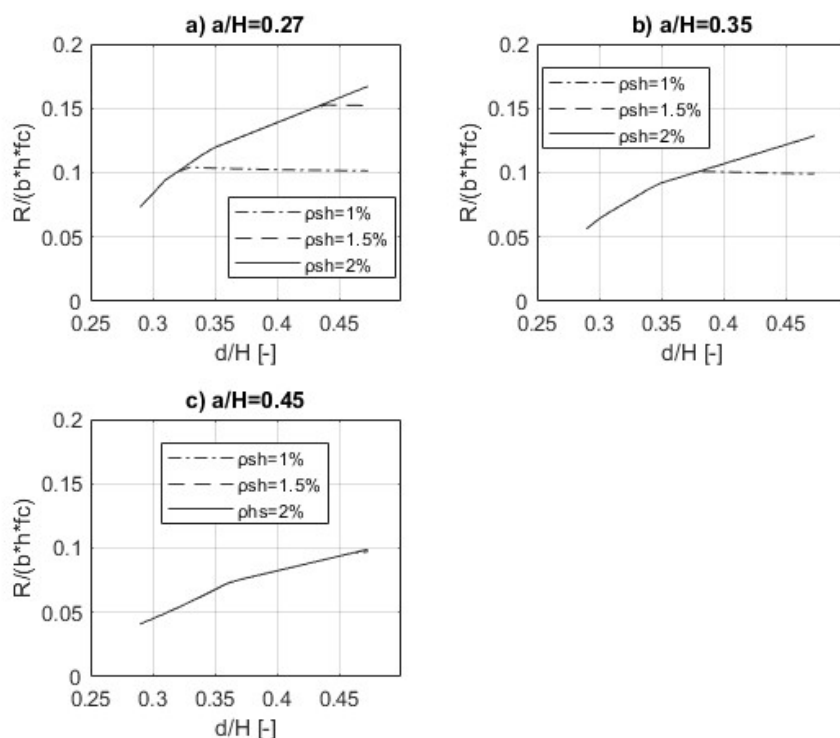 a) a/H=0.27
0.2
0.15
0.1
0.05
0
R/(b*h*fc)
ρsh=1%
ρsh=1.5%
ρsh=2%
0.25 0.3 0.35 0.4 0.45
d/H [-]
b) a/H=0.35
0.2
0.15
0.1
0.05
0
R/(b*h*fc)
ρsh=1%
ρsh=1.5%
ρsh=2%
0.25 0.3 0.35 0.4 0.45
d/H [-]
c) a/H=0.45
0.2
0.15
0.1
0.05
0
R/(b*h*fc)
ρsh=1%
ρsh=1.5%
ρhs=2%
0.25 0.3 0.35 0.4 0.45
d/H [-]